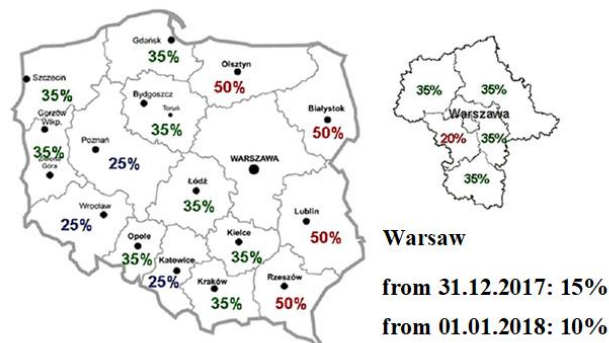 Gdańsk
35%
Olsztyn
50%
Szczecin
35%
Bydgoszcz
Toruń
35%
Białystok
50%
Gorzów
Wlkp.
35%
Góra
Poznań
25%
WARSZAWA
Łódź
35%
Wrocław
25%
Opole
35%
Katowice
25%
Kielce
35%
Kraków
35%
Lublin
50%
Rzeszów
50%
35%
35%
Warszawa
20%
35%
35%
Warsaw
from 31.12.2017: 15%
from 01.01.2018: 10%